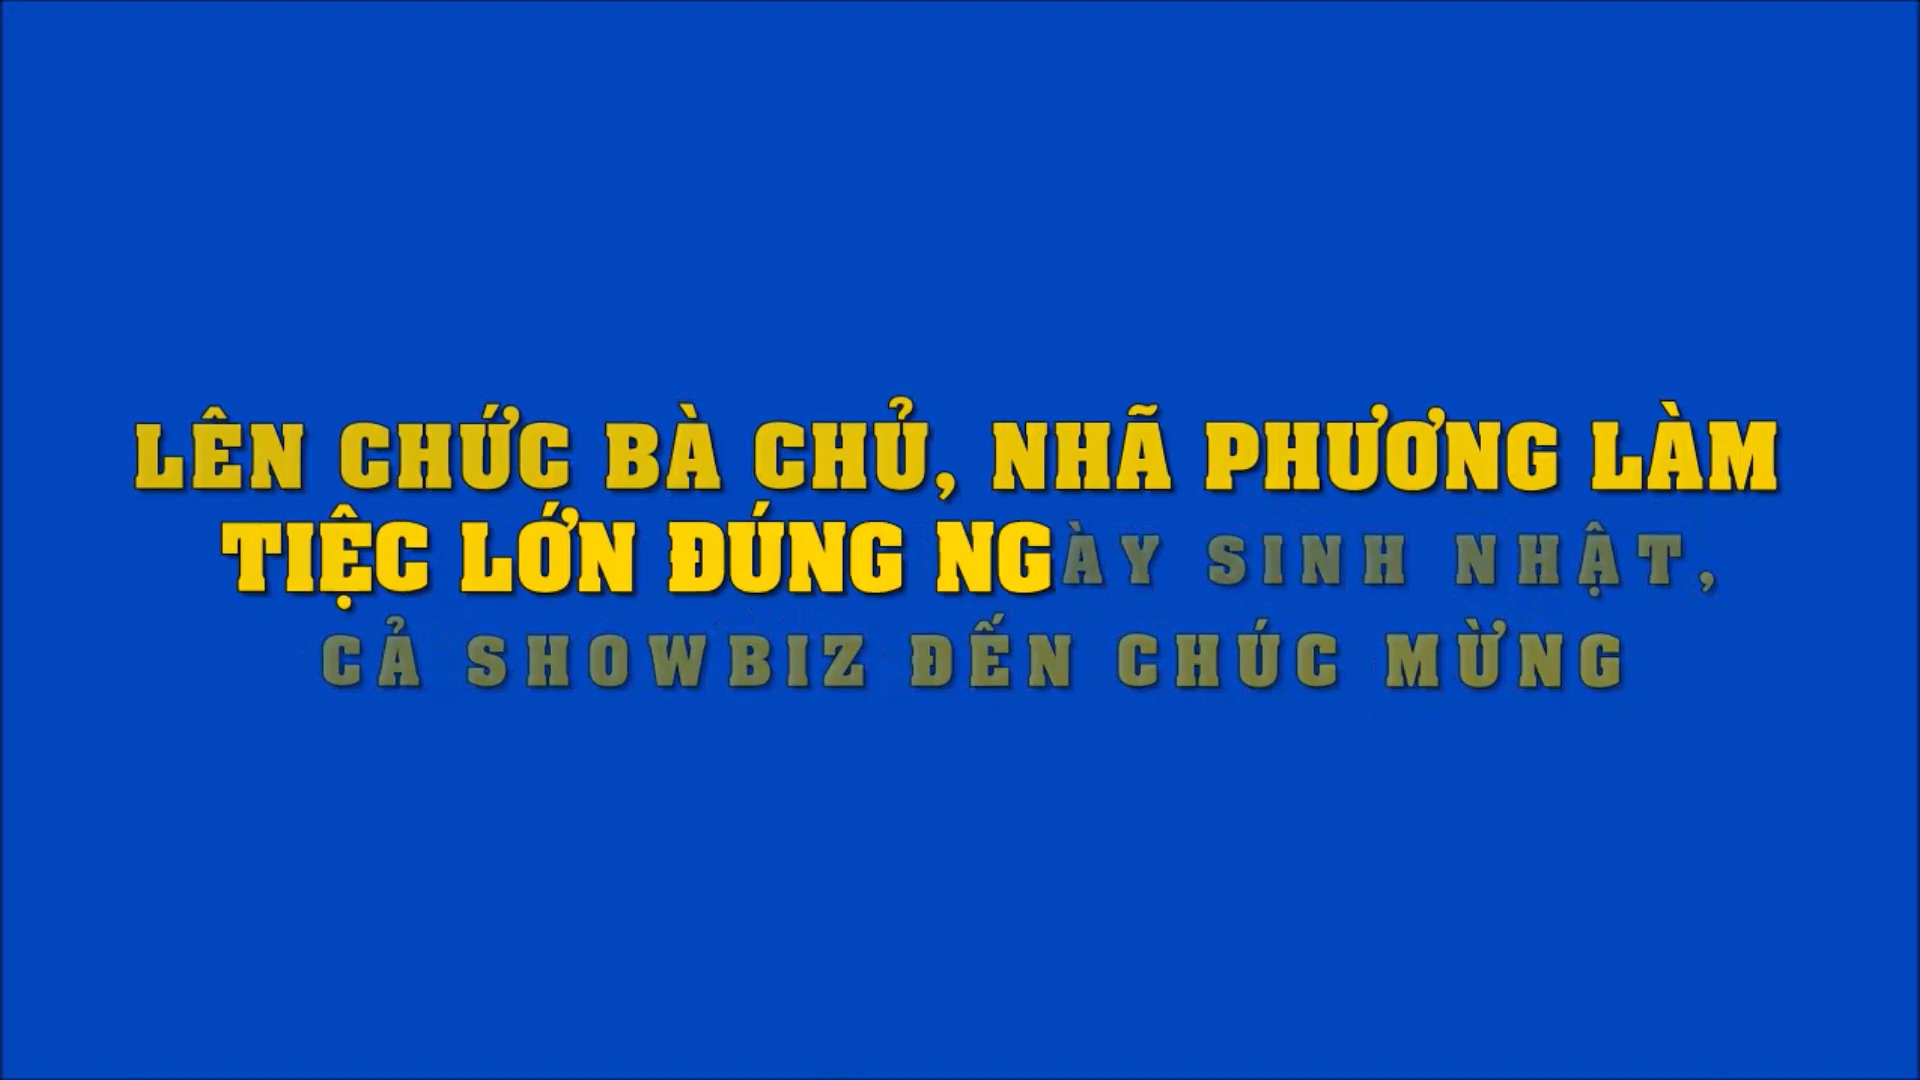 LÊN CHỨC BÀ CHỦ, NHÃ PHƯƠNG LÀM
TIỆC LỚN ĐÚNG NGÀY SINH NHẬT,
CẢ SHOWBIZ ĐẾN CHÚC MỪNG